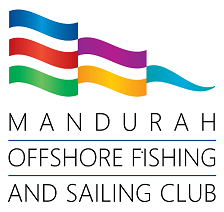 MANDURAH
OFFSHORE FISHING
AND SAILING CLUB